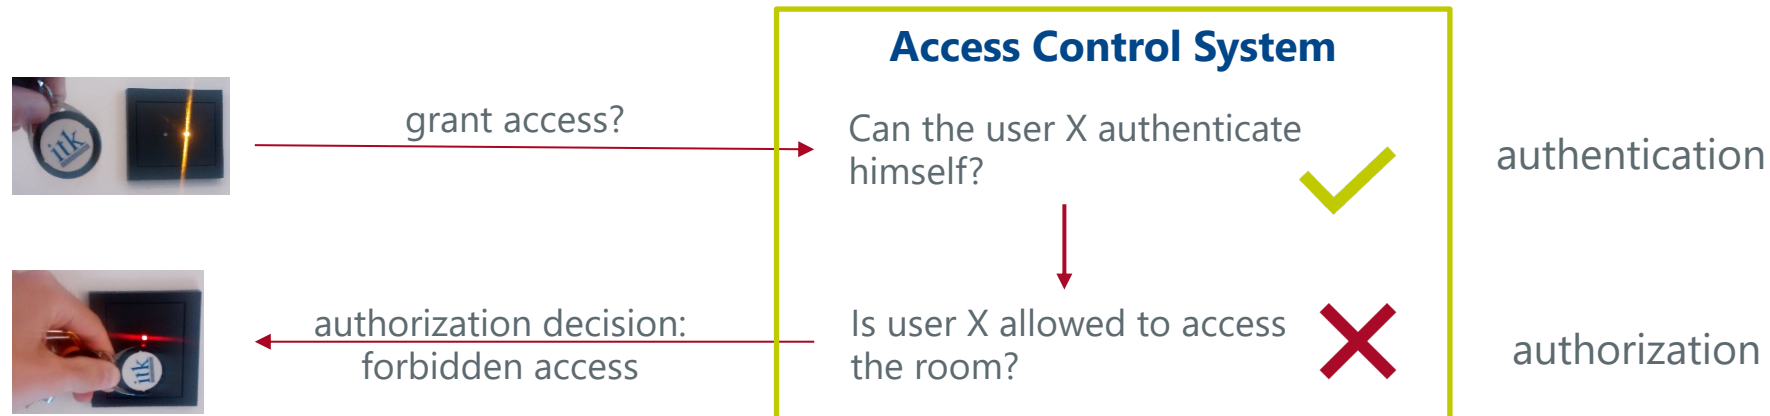 Access Control System
grant access?
Can the user X authenticate
himself?
authentication
itk
authorization decision:
forbidden access
Is user X allowed to access
the room?
authorization
itk